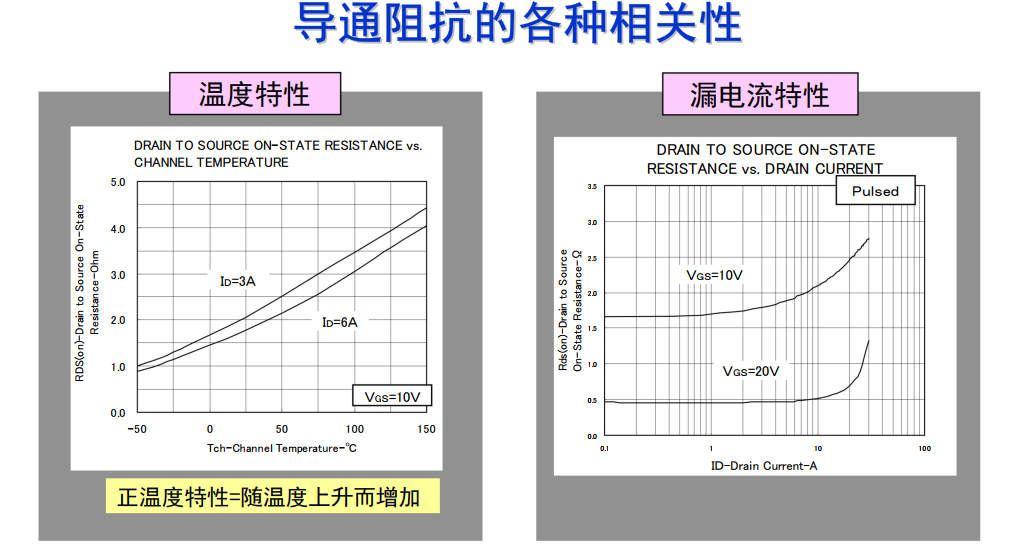 导通阻抗的各种相关性
温度特性
DRAIN TO SOURCE ON-STATE RESISTANCE vs.
CHANNEL TEMPERATURE
RDS(on)-Drain to Source On-State
Resistance-Ohm
5.0
4.0
3.0
2.0
1.0
0.0
ID=3A
ID=6A
VGS=10V
-50
0
50
100
150
Tch-Channel Temperature-℃
正温度特性=随温度上升而增加
漏电流特性
DRAIN TO SOURCE ON-STATE
RESISTANCE vs. DRAIN CURRENT
Pulsed
Rds(on)-Drain to Source
On-State Resistance-Ω
3.5
3.0
2.5
2.0
1.5
1.0
0.5
0.0
VGS=10V
VGS=20V
0.1
1
10
100
ID-Drain Current-A